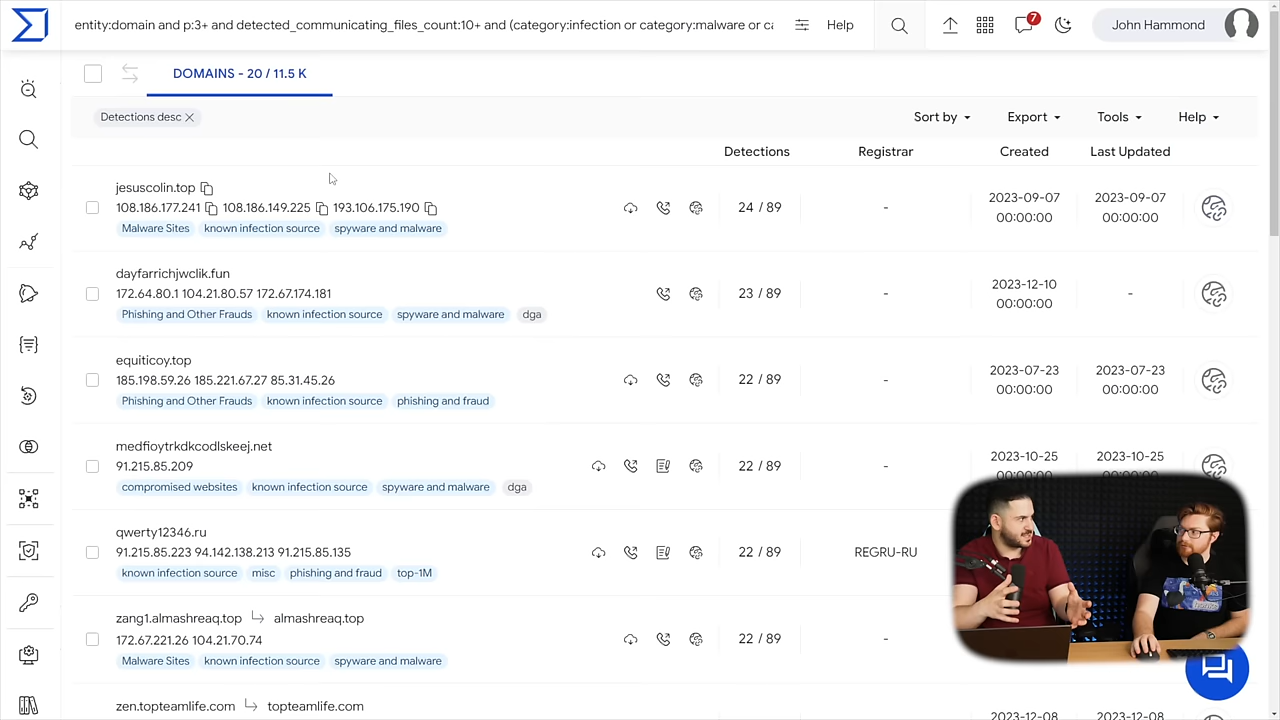 entity:domain and p:3+ and detected_communicating_files_count:10+ and (category:infection or category:malware or ca
Help
7
John Hammond
DOMAINS - 20 / 11.5 K
Detections desc
Sort by
Export
Tools
Help
Detections
Registrar
Created
Last Updated
jesuscolin.top
108.186.177.241 108.186.149.225 193.106.175.190
Malware Sites known infection source spyware and malware
24 / 89
-
2023-09-07
00:00:00
2023-09-07
00:00:00
dayfarrichjwclik.fun
172.64.80.1 104.21.80.57 172.67.174.181
Phishing and Other Frauds known infection source spyware and malware dga
23 / 89
-
2023-12-10
00:00:00
-
equiticoy.top
185.198.59.26 185.221.67.27 85.31.45.26
Phishing and Other Frauds known infection source phishing and fraud
22 / 89
-
2023-07-23
00:00:00
2023-07-23
00:00:00
medfioytrkdkcodlskeej.net
91.215.85.209
compromised websites known infection source spyware and malware dga
22 / 89
-
2023-10-25
00:00:00
2023-10-25
00:00:00
qwerty12346.ru
91.215.85.223 94.142.138.213 91.215.85.135
known infection source misc phishing and fraud top-1M
22 / 89
REGRU-RU
zang1.almashreaq.top almashreaq.top
172.67.221.26 104.21.70.74
Malware Sites known infection source spyware and malware
22 / 89
-
zen.topteamlife.com topteamlife.com
2023-12-08
2023-12-08